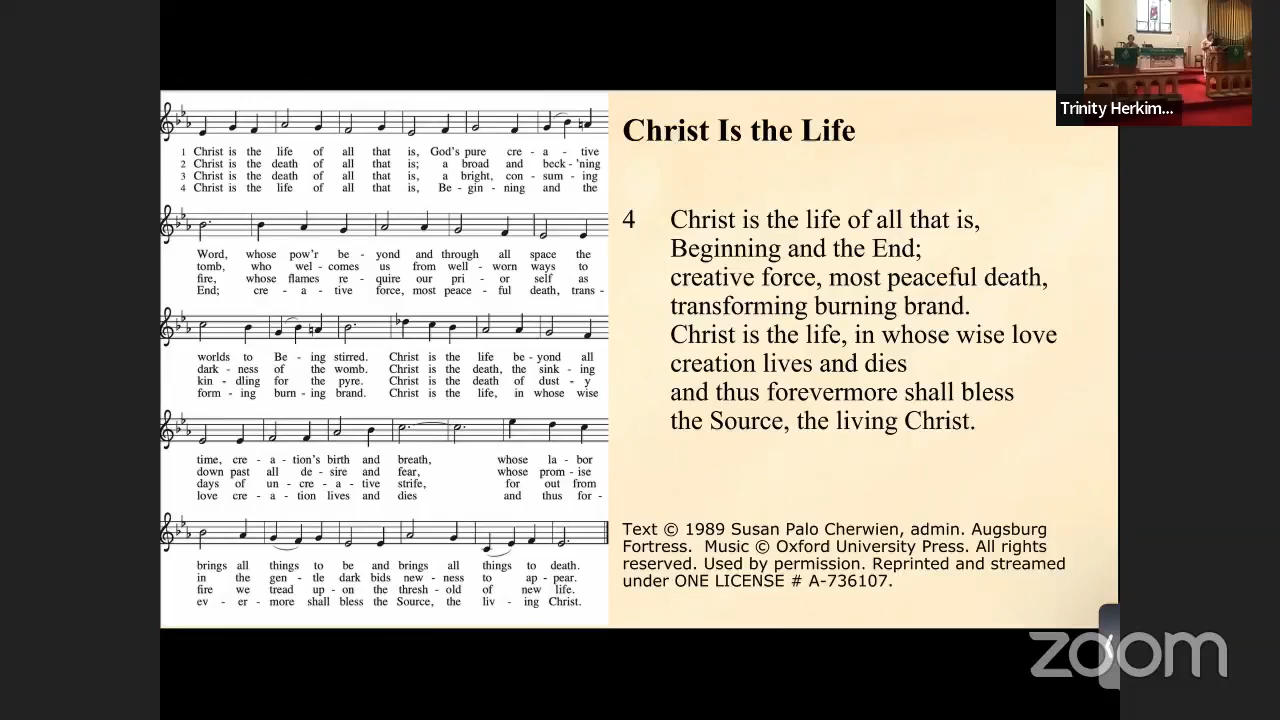 Trinity Herkim...
Christ Is the Life
1 Christ is the life of all that is, God's pure cre - a - tive
2 Christ is the death of all that is; a broad and beck - 'ning
3 Christ is the death of all that is, a bright, con - sum - ing
4 Christ is the life of all that is, Be - gin - ning and the
Word, whose pow'r be - yond and through all space the
tomb, who wel - comes us from well - worn ways to
fire, whose flames re - quire our pri - or self as
End; cre - a - tive force, most peace - ful death, trans -
worlds to Be - ing stirred. Christ is the life be - yond all
dark - ness of the womb. Christ is the death, the sink - ing
kin - dling for the pyre. Christ is the death of dust - y
form - ing burn - ing brand. Christ is the life, in whose wise
time, cre - a - tion's birth and breath, whose la - bor
down past all de - sire and fear, whose prom - ise
days of un - cre - a - tive strife, for out from
love cre - a - tion lives and dies and thus for -
brings all things to be and brings all things to death.
in the gen - tle dark bids new - ness to ap - pear.
fire we tread up - on the thresh - old of new life.
ev - er - more shall bless the Source, the liv - ing Christ.
4 Christ is the life of all that is,
Beginning and the End;
creative force, most peaceful death,
transforming burning brand.
Christ is the life, in whose wise love
creation lives and dies
and thus forevermore shall bless
the Source, the living Christ.
Text © 1989 Susan Palo Cherwien, admin. Augsburg
Fortress. Music © Oxford University Press. All rights
reserved. Used by permission. Reprinted and streamed
under ONE LICENSE # A-736107.
zoom